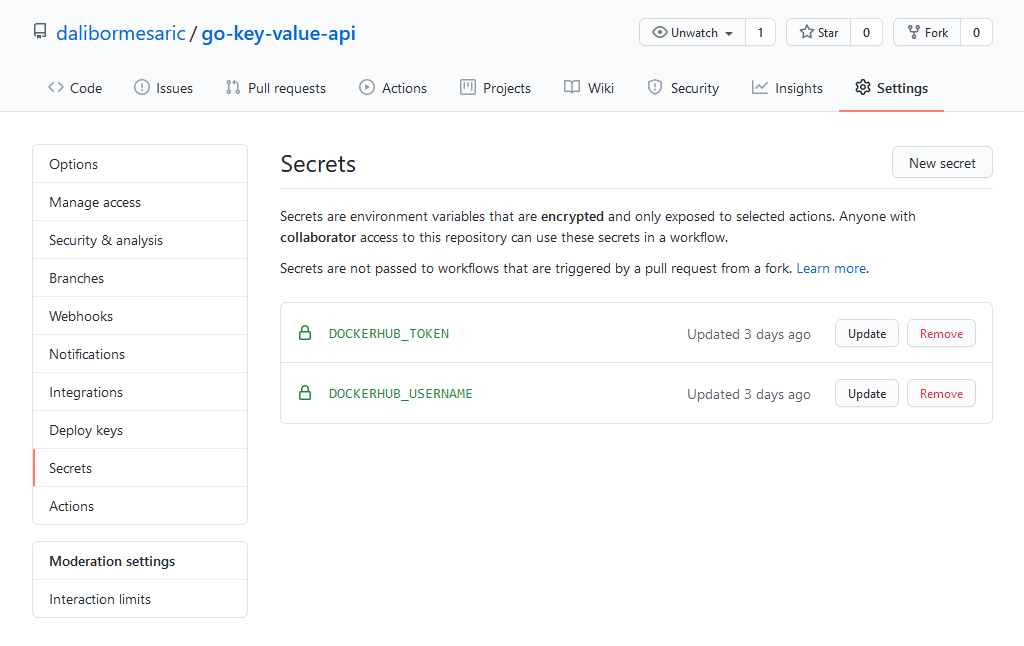 dalibormesaric / go-key-value-api
Unwatch 1 Star 0 Fork 0
Code Issues Pull requests Actions Projects Wiki Security Insights Settings
Options
Manage access
Security & analysis
Branches
Webhooks
Notifications
Integrations
Deploy keys
Secrets
Actions
Moderation settings
Interaction limits
Secrets
New secret
Secrets are environment variables that are encrypted and only exposed to selected actions. Anyone with
collaborator access to this repository can use these secrets in a workflow.
Secrets are not passed to workflows that are triggered by a pull request from a fork. Learn more.
DOCKERHUB_TOKEN Updated 3 days ago Update Remove
DOCKERHUB_USERNAME Updated 3 days ago Update Remove